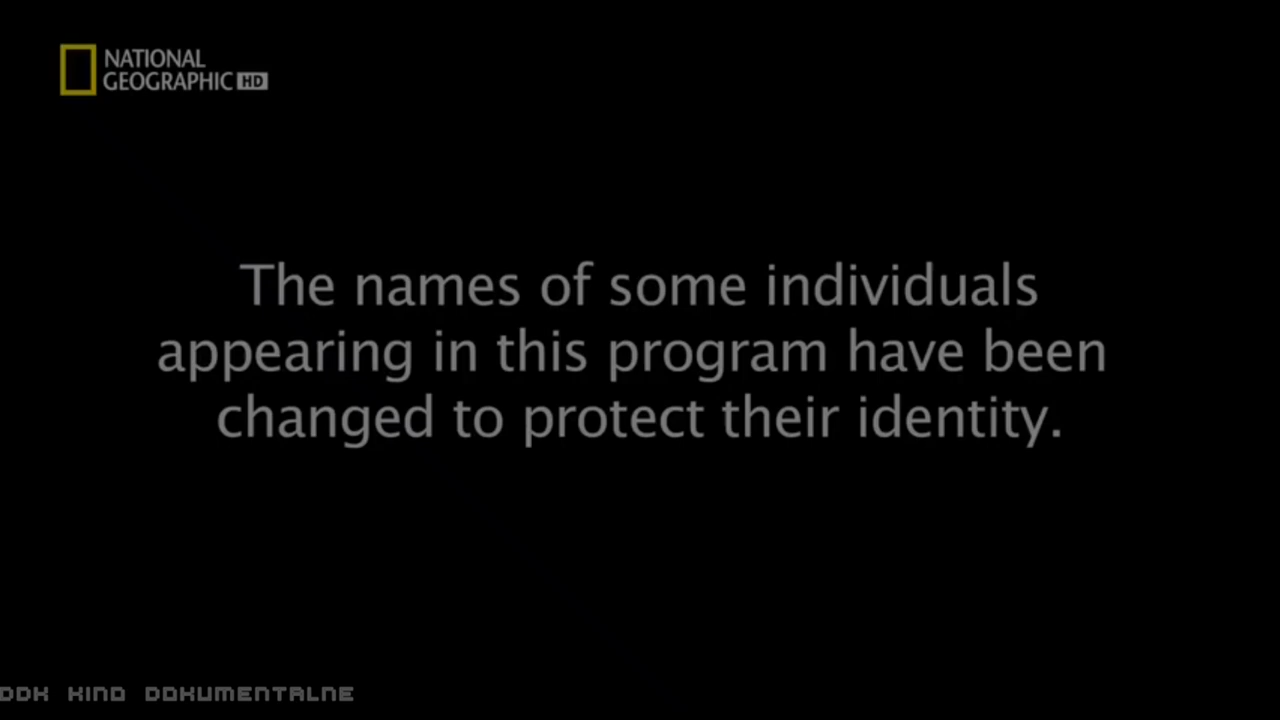 NATIONAL
GEOGRAPHIC HD
The names of some individuals
appearing in this program have been
changed to protect their identity.
DDK KINO DOKUMENTALNE